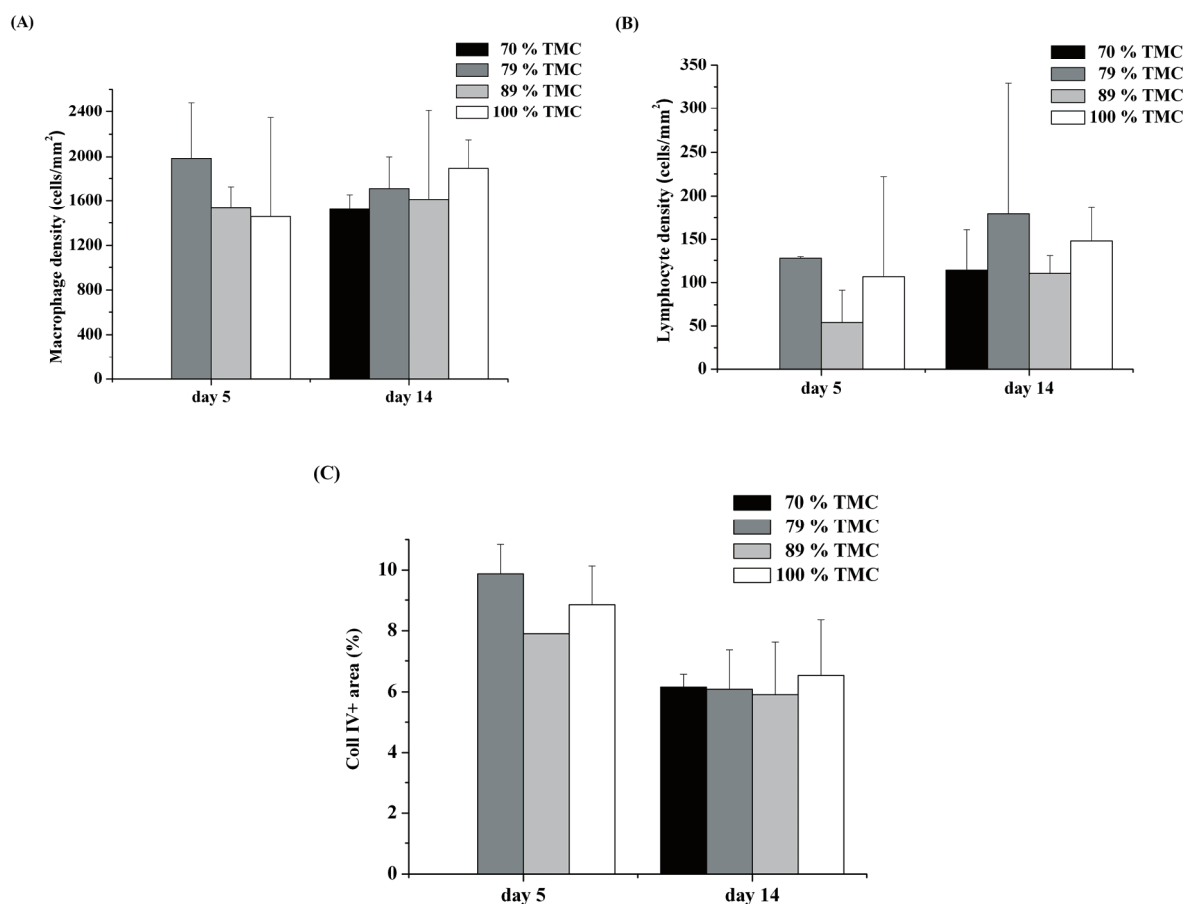 (A)
70 % TMC
79 % TMC
89 % TMC
100 % TMC
Macrophage density (cells/mm²)
2400
2000
1600
1200
800
400
0
day 5
day 14
(B)
70 % TMC
79 % TMC
89 % TMC
100 % TMC
Lymphocyte density (cells/mm²)
350
300
250
200
150
100
50
0
day 5
day 14
(C)
70 % TMC
79 % TMC
89 % TMC
100 % TMC
Coll IV+ area (%)
10
8
6
4
2
0
day 5
day 14